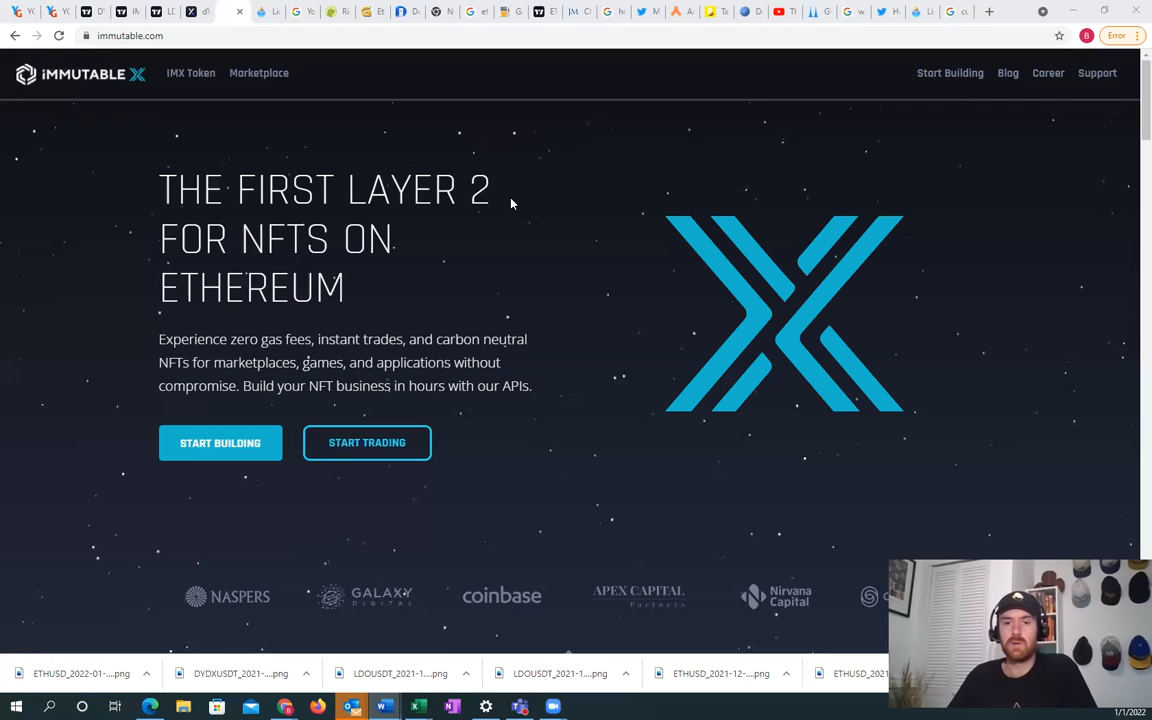 immutable.com
B
Error
iMMUTABLE X
IMX Token
Marketplace
Start Building
Blog
Career
Support
THE FIRST LAYER 2
FOR NFTS ON
ETHEREUM
Experience zero gas fees, instant trades, and carbon neutral
NFTs for marketplaces, games, and applications without
compromise. Build your NFT business in hours with our APIs.
START BUILDING
START TRADING
NASPERS
GALAXY
DIGITAL
coinbase
APEX CAPITAL
Partners
Nirvana
Capital
ETHUSD_2022-01-....png
DYDXUSDT_2021-....png
LDOUSDT_2021-1....png
LDOUSDT_2021-1....png
ETHUSD_2021-12-....png
ETHUSD_2021
1/1/2022